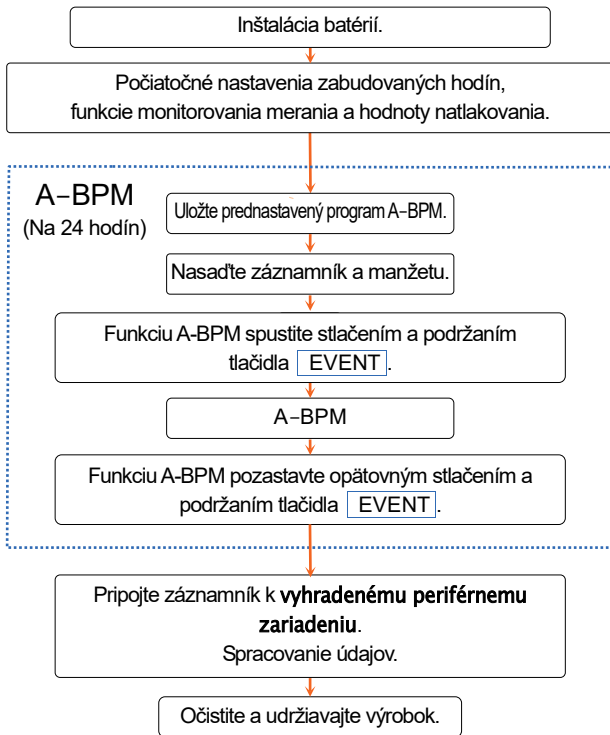 Inštalácia batérií.
Počiatočné nastavenia zabudovaných hodín,
funkcie monitorovania merania a hodnoty natlakovania.
A–BPM
(Na 24 hodín)
Uložte prednastavený program A–BPM.
Nasaďte záznamník a manžetu.
Funkciu A-BPM spustite stlačením a podržaním
tlačidla EVENT.
A–BPM
Funkciu A-BPM pozastavte opätovným stlačením a
podržaním tlačidla EVENT.
Pripojte záznamník k vyhradenému periférnemu
zariadeniu.
Spracovanie údajov.
Očistite a udržiavajte výrobok.